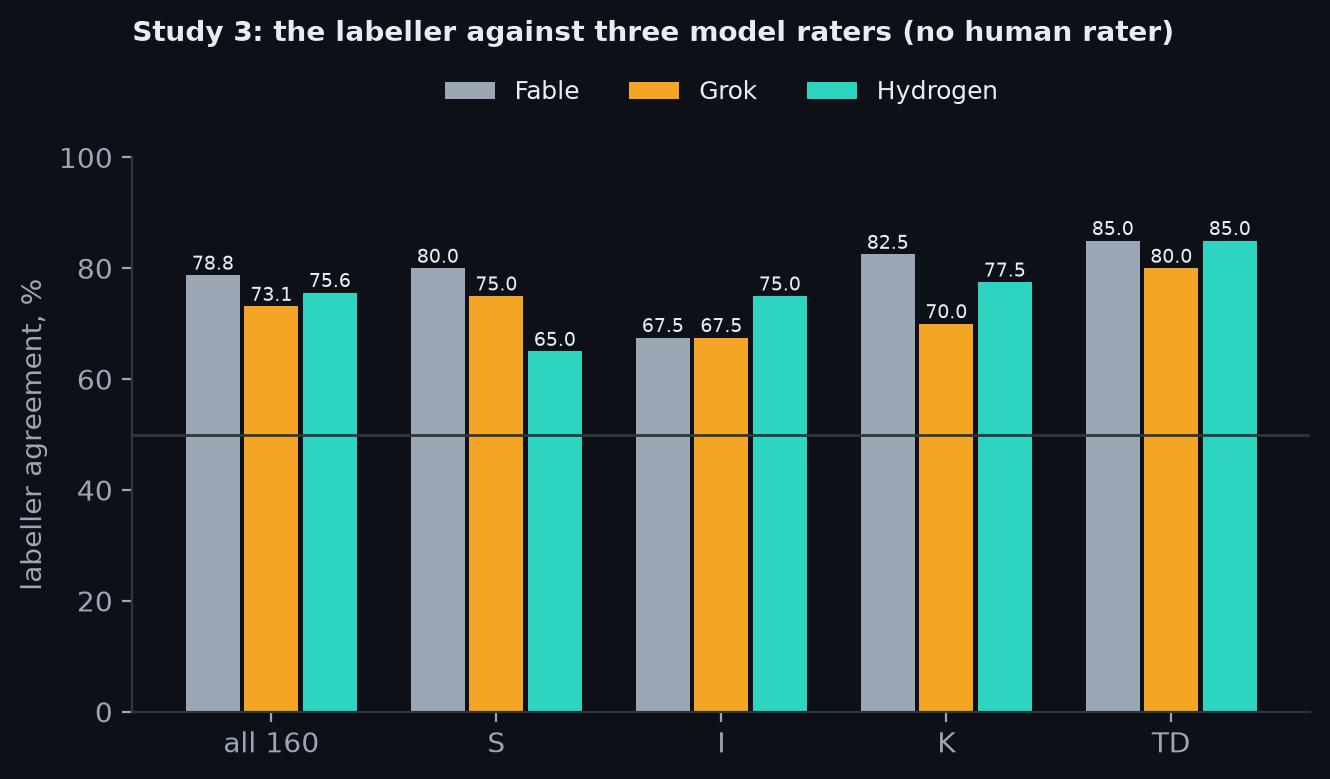 Study 3: the labeller against three model raters (no human rater)
Fable Grok Hydrogen
labeller agreement, %
100
80
60
40
20
0
78.8 73.1 75.6
80.0 75.0 65.0
67.5 67.5 75.0
82.5 70.0 77.5
85.0 80.0 85.0
all 160 S I K TD